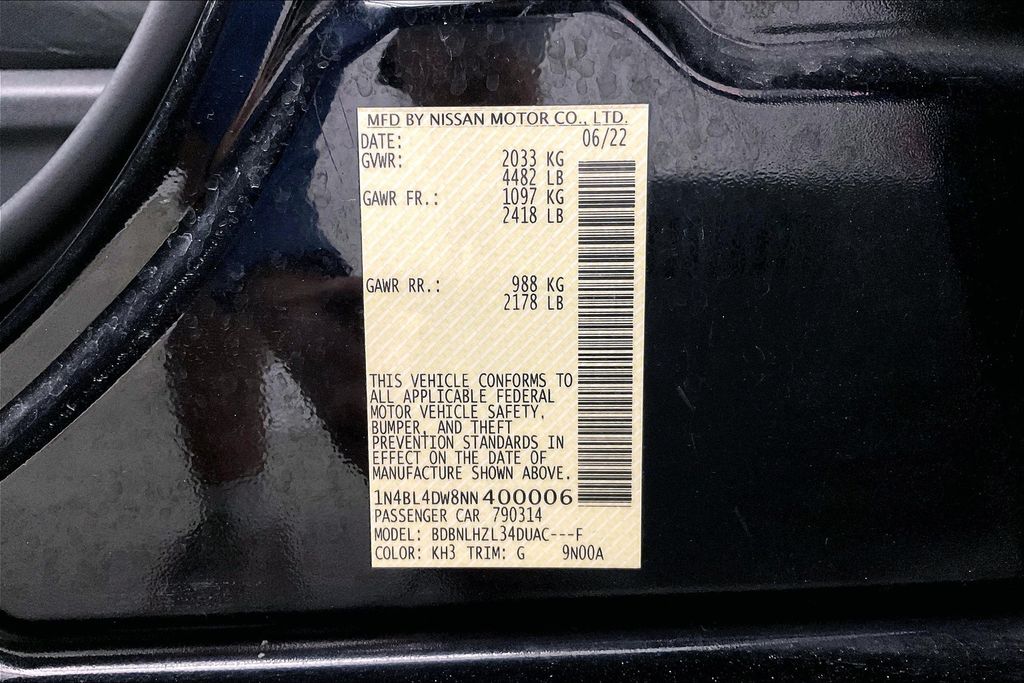 MFD BY NISSAN MOTOR CO., LTD.
DATE: 06/22
GVWR: 2033 KG
4482 LB
GAWR FR.: 1097 KG
2418 LB
GAWR RR.: 988 KG
2178 LB
THIS VEHICLE CONFORMS TO
ALL APPLICABLE FEDERAL
MOTOR VEHICLE SAFETY,
BUMPER, AND THEFT
PREVENTION STANDARDS IN
EFFECT ON THE DATE OF
MANUFACTURE SHOWN ABOVE.
1N4BL4DW8NN400006
PASSENGER CAR 790314
MODEL: BDBNLHZL34DUAC---F
COLOR: KH3 TRIM: G 9N00A